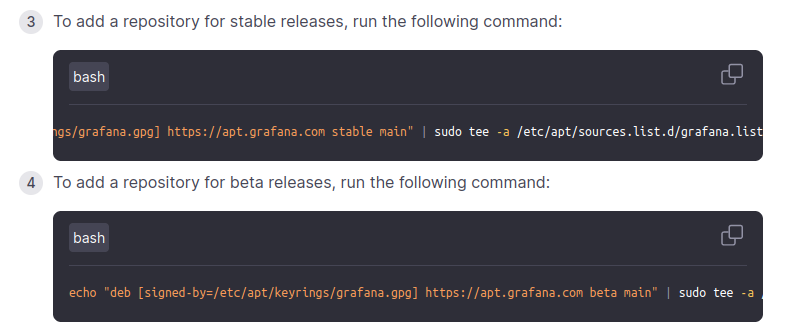 3 To add a repository for stable releases, run the following command:
bash
ngs/grafana.gpg] https://apt.grafana.com stable main" | sudo tee -a /etc/apt/sources.list.d/grafana.list
4 To add a repository for beta releases, run the following command:
bash
echo "deb [signed-by=/etc/apt/keyrings/grafana.gpg] https://apt.grafana.com beta main" | sudo tee -a /